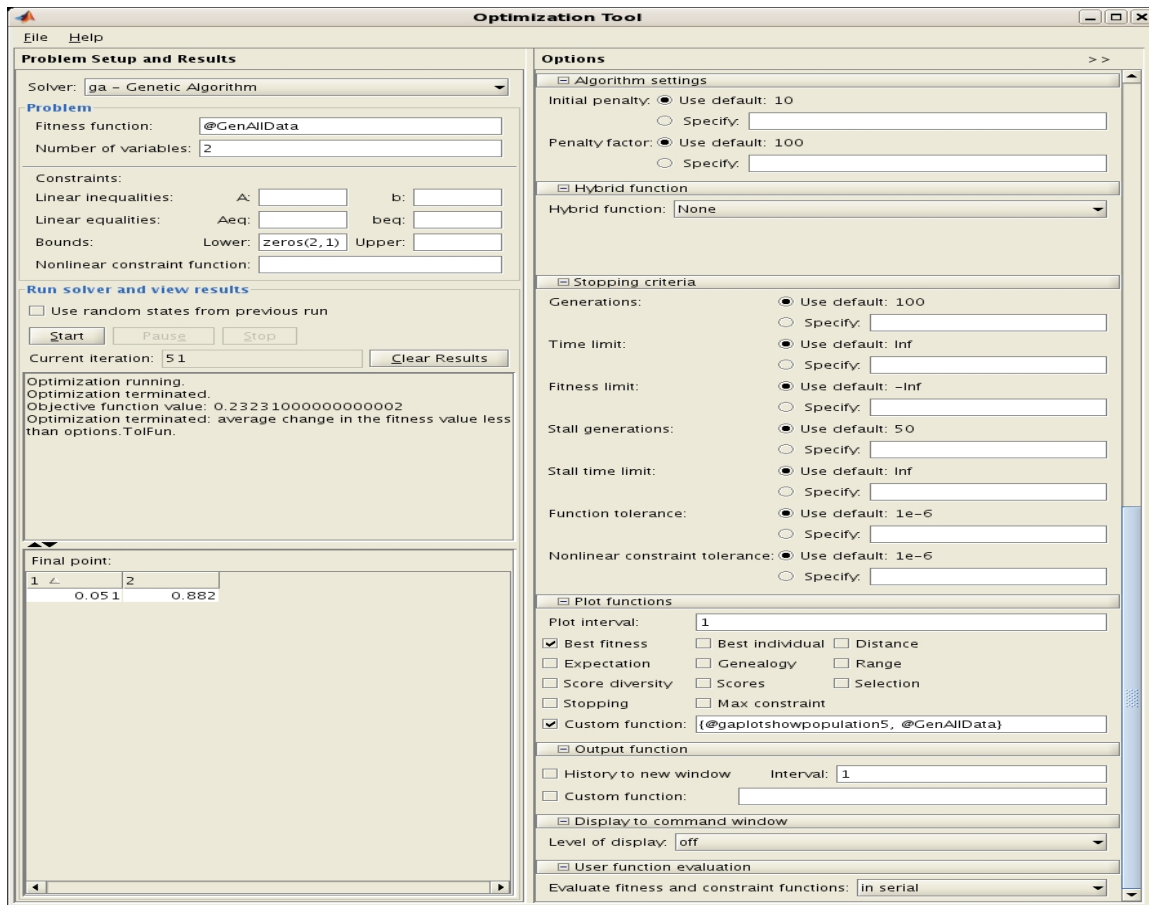 Optimization Tool
File Help
Problem Setup and Results
Solver: ga - Genetic Algorithm
Problem
Fitness function: @GenAllData
Number of variables: 2
Constraints:
Linear inequalities: A: b:
Linear equalities: Aeq: beq:
Bounds: Lower: zeros(2,1) Upper:
Nonlinear constraint function:
Run solver and view results
Use random states from previous run
Start Pause Stop
Current iteration: 51 Clear Results
Optimization running.
Optimization terminated.
Objective function value: 0.23231000000000002
Optimization terminated: average change in the fitness value less
than options.TolFun.
Final point:
1 2
0.051 0.882
Options >>
Algorithm settings
Initial penalty: Use default: 10
Specify:
Penalty factor: Use default: 100
Specify:
Hybrid function
Hybrid function: None
Stopping criteria
Generations: Use default: 100
Specify:
Time limit: Use default: Inf
Specify:
Fitness limit: Use default: -Inf
Specify:
Stall generations: Use default: 50
Specify:
Stall time limit: Use default: Inf
Specify:
Function tolerance: Use default: 1e-6
Specify:
Nonlinear constraint tolerance: Use default: 1e-6
Specify:
Plot functions
Plot interval: 1
Best fitness Best individual Distance
Expectation Genealogy Range
Score diversity Scores Selection
Stopping Max constraint
Custom function: {@gaplotshowpopulation5, @GenAllData}
Output function
History to new window Interval: 1
Custom function:
Display to command window
Level of display: off
User function evaluation
Evaluate fitness and constraint functions: in serial